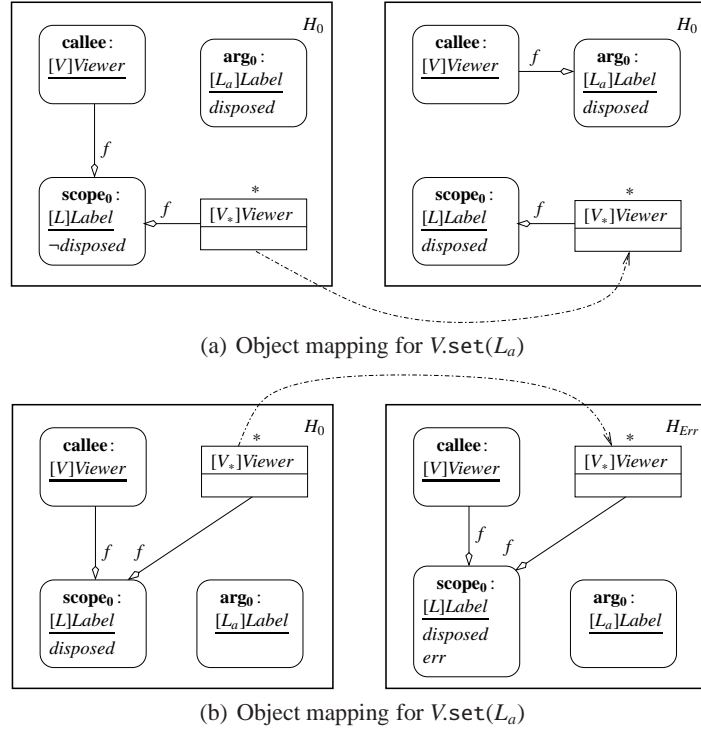 H₀
callee :
[V]Viewer
arg₀ :
[Lₐ]Label
disposed
f
scope₀ :
[L]Label
¬disposed
f
*
[V*]Viewer
H₀
callee :
[V]Viewer
f
arg₀ :
[Lₐ]Label
disposed
scope₀ :
[L]Label
disposed
f
*
[V*]Viewer
(a) Object mapping for V.set(Lₐ)
H₀
callee :
[V]Viewer
*
[V*]Viewer
f
f
scope₀ :
[L]Label
disposed
arg₀ :
[Lₐ]Label
H_Err
callee :
[V]Viewer
*
[V*]Viewer
f
f
scope₀ :
[L]Label
disposed
err
arg₀ :
[Lₐ]Label
(b) Object mapping for V.set(Lₐ)